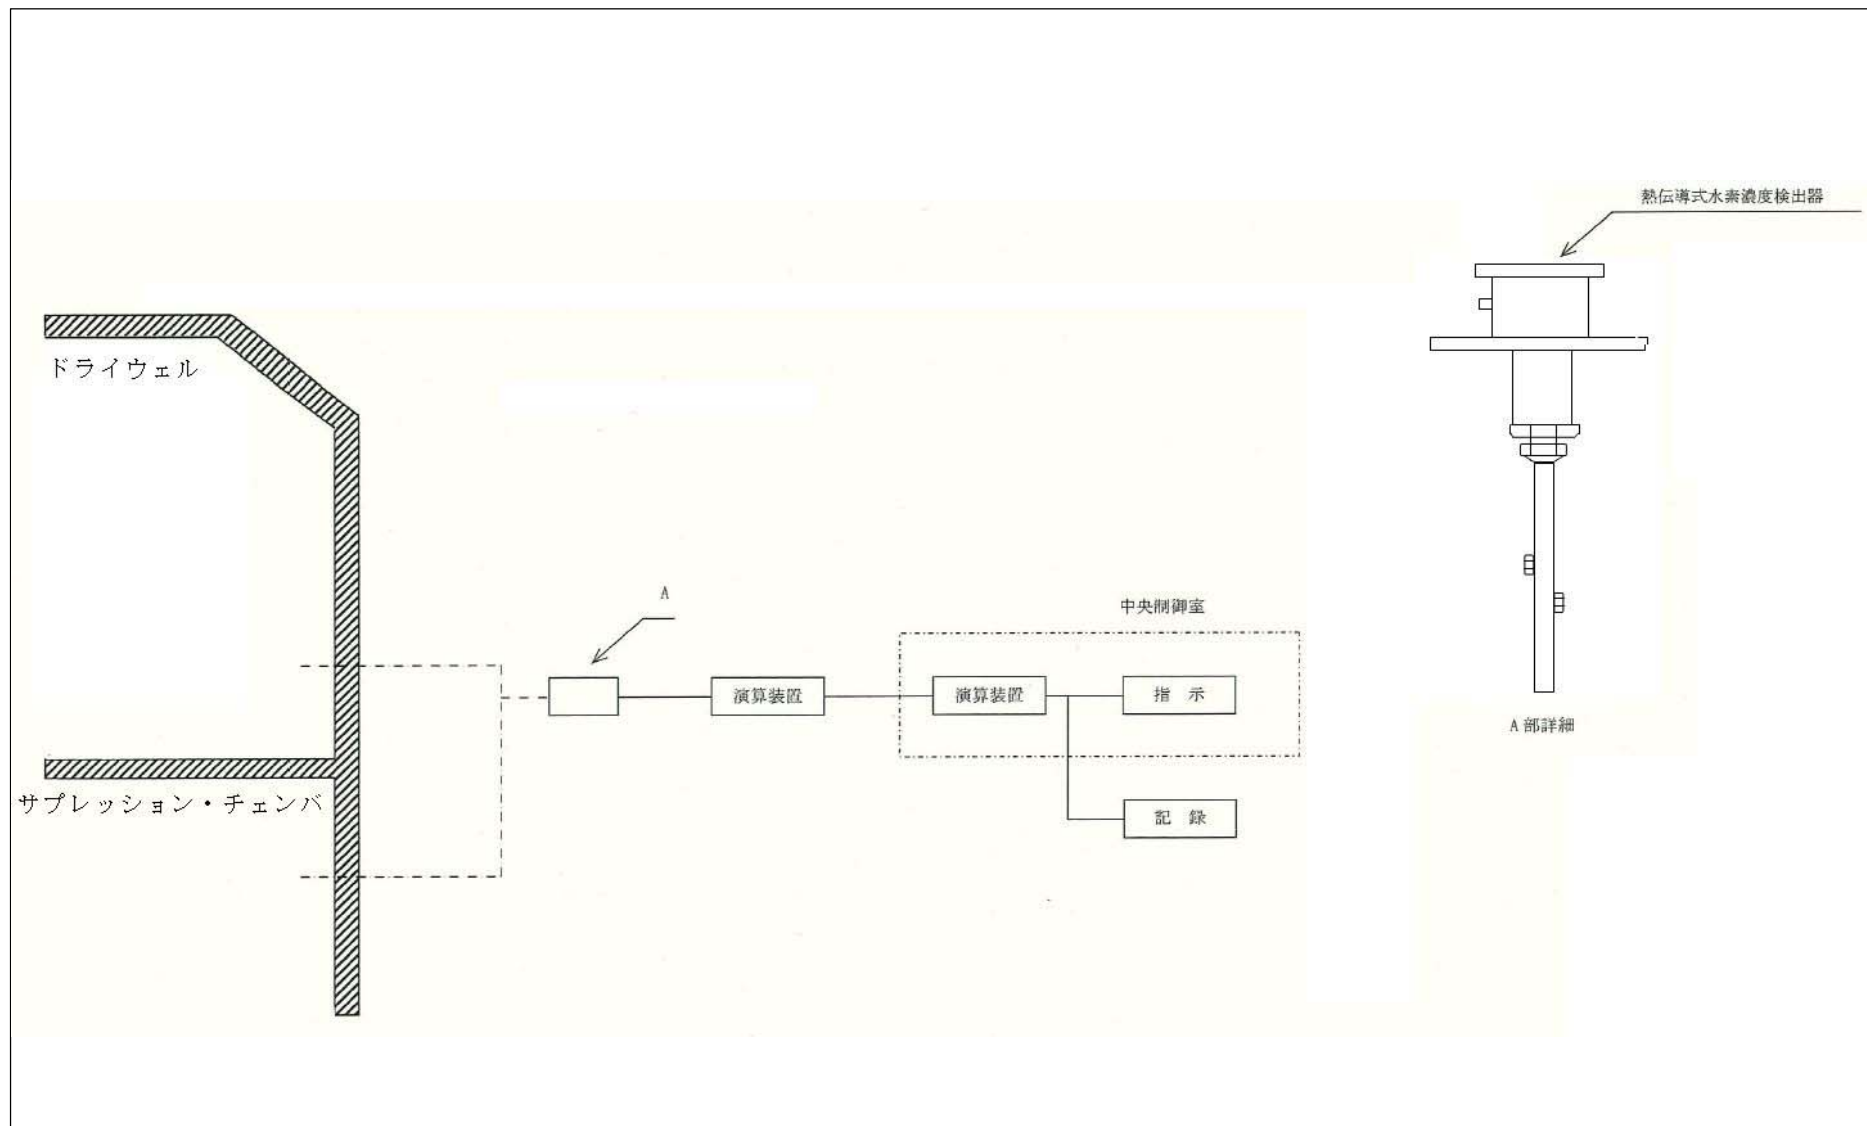 熱伝導式水素濃度検出器
ドライウェル
A
中央制御室
演算装置
演算装置
指 示
A 部詳細
サプレッション・チェンバ
記 録